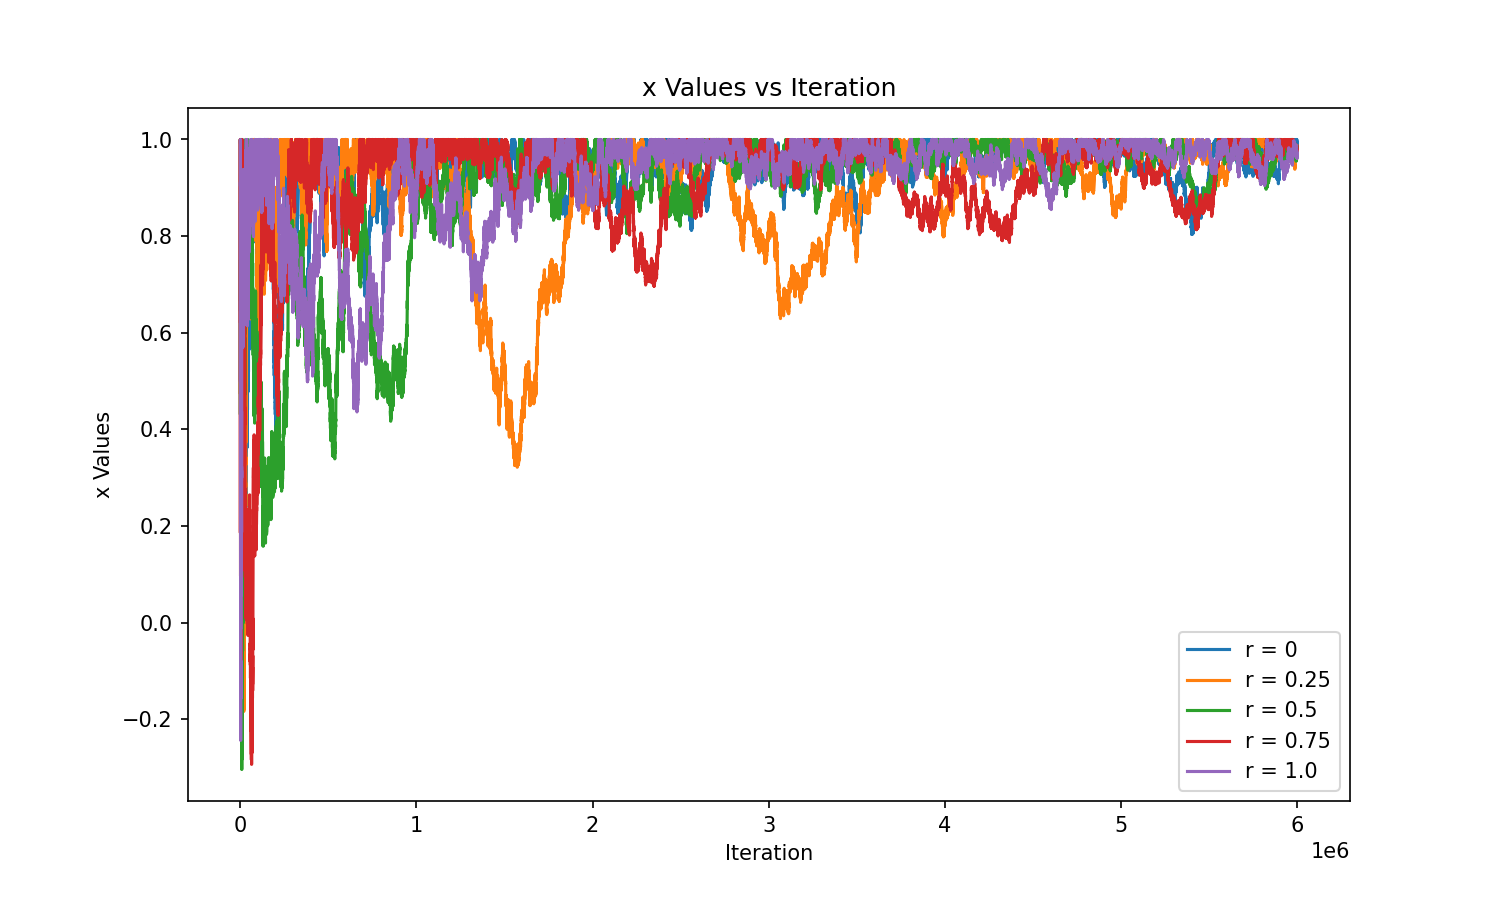 x Values vs Iteration
x Values
1.0
0.8
0.6
0.4
0.2
0.0
−0.2
0
1
2
3
4
5
6
1e6
Iteration
r = 0
r = 0.25
r = 0.5
r = 0.75
r = 1.0